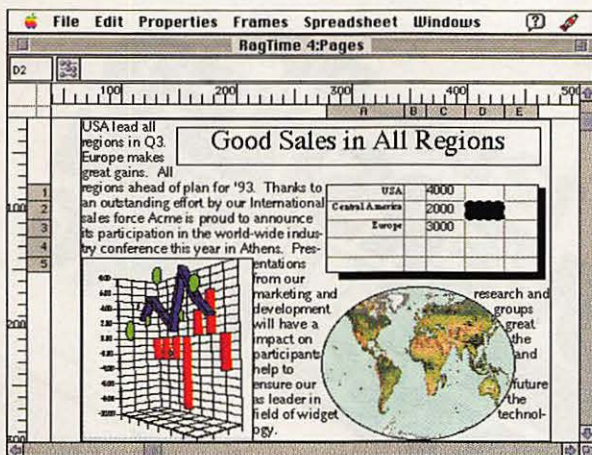 File Edit Properties Frames Spreadsheet Windows
RagTime 4:Pages
D2
100 200 300 400 500
A B C D E
USA lead all
regions in Q3.
Europe makes
great gains. All
Good Sales in All Regions
regions ahead of plan for '93. Thanks to
an outstanding effort by our International
sales force Acme is proud to announce
its participation in the world-wide indus-
try conference this year in Athens. Pres-
entations
from our
marketing and research and
development groups
will have a great
impact on the
participants and
help to
ensure our future
as leader in the
field of widget technol-
ogy.
1 USA 4000
2 Central America 2000
3 Europe 3000
4
5
100
200
300